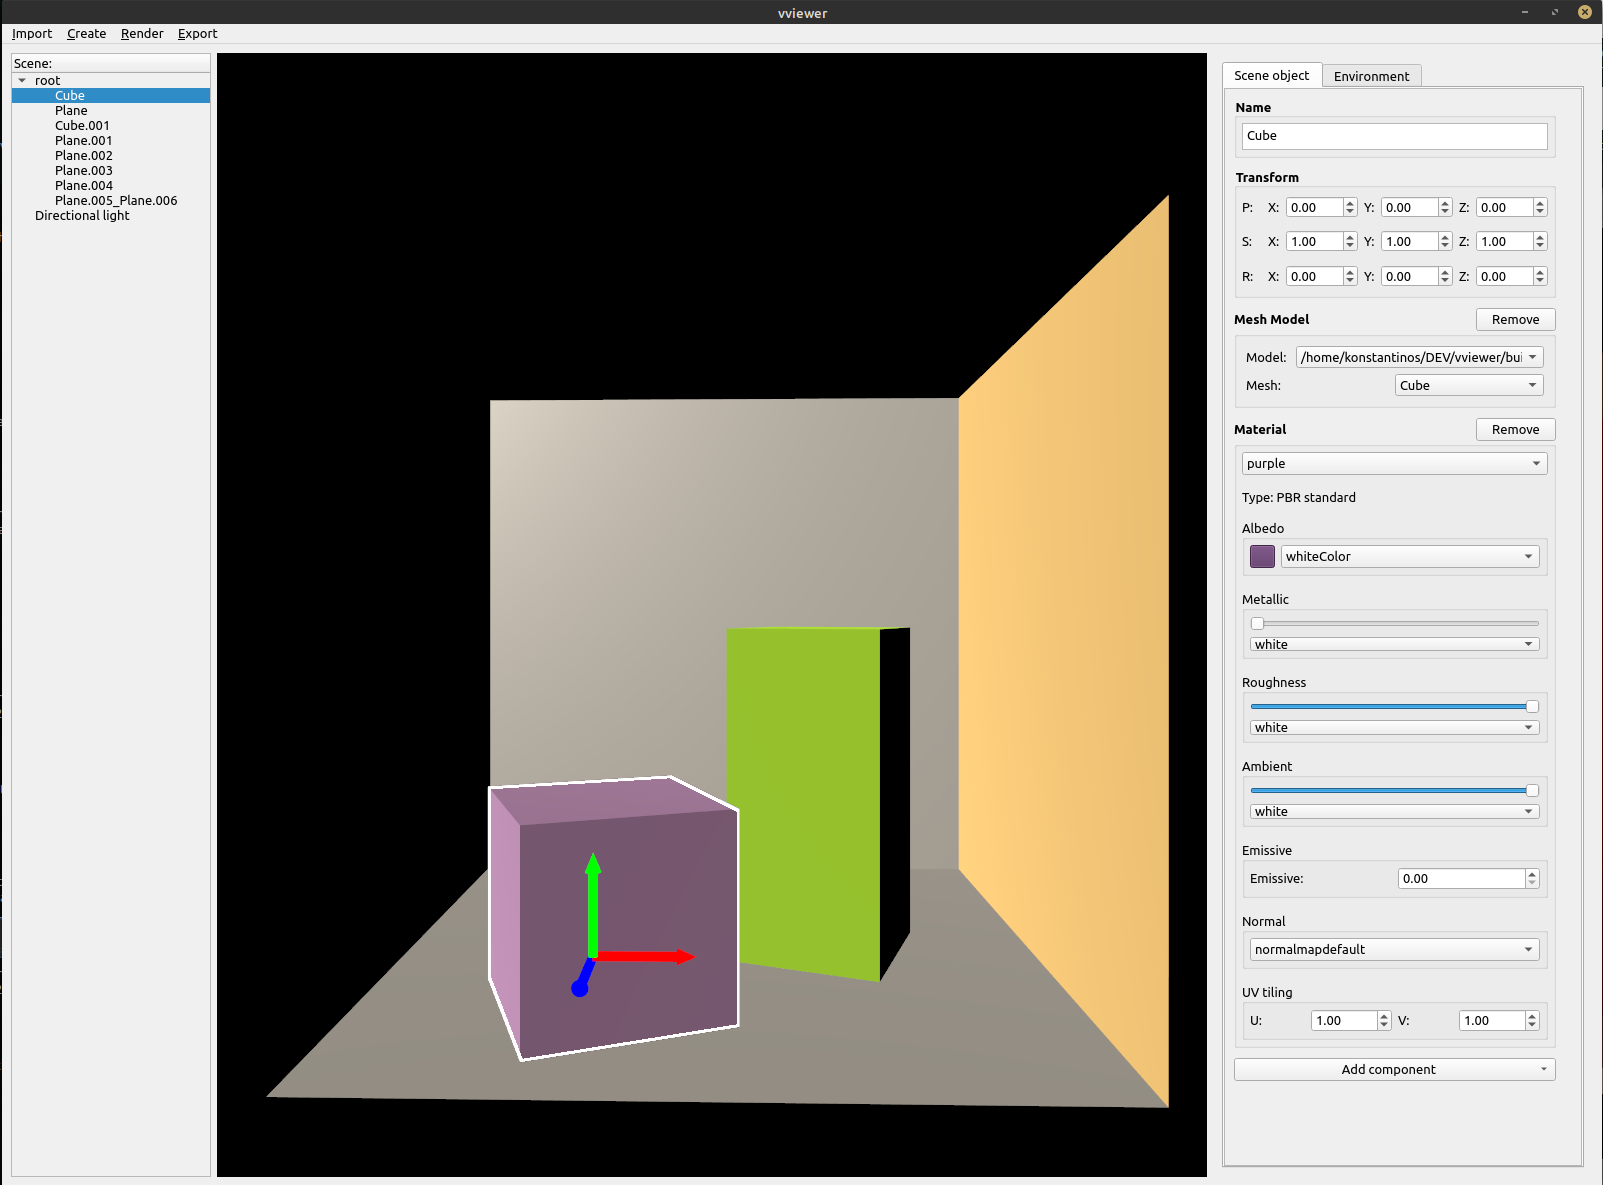 vviewer
Import Create Render Export
Scene:
root
Cube
Plane
Cube.001
Plane.001
Plane.002
Plane.003
Plane.004
Plane.005_Plane.006
Directional light
Scene object Environment
Name
Cube
Transform
P: X: 0.00 Y: 0.00 Z: 0.00
S: X: 1.00 Y: 1.00 Z: 1.00
R: X: 0.00 Y: 0.00 Z: 0.00
Mesh Model Remove
Model: /home/konstantinos/DEV/vviewer/bui
Mesh: Cube
Material Remove
purple
Type: PBR standard
Albedo
whiteColor
Metallic
white
Roughness
white
Ambient
white
Emissive
Emissive: 0.00
Normal
normalmapdefault
UV tiling
U: 1.00 V: 1.00
Add component